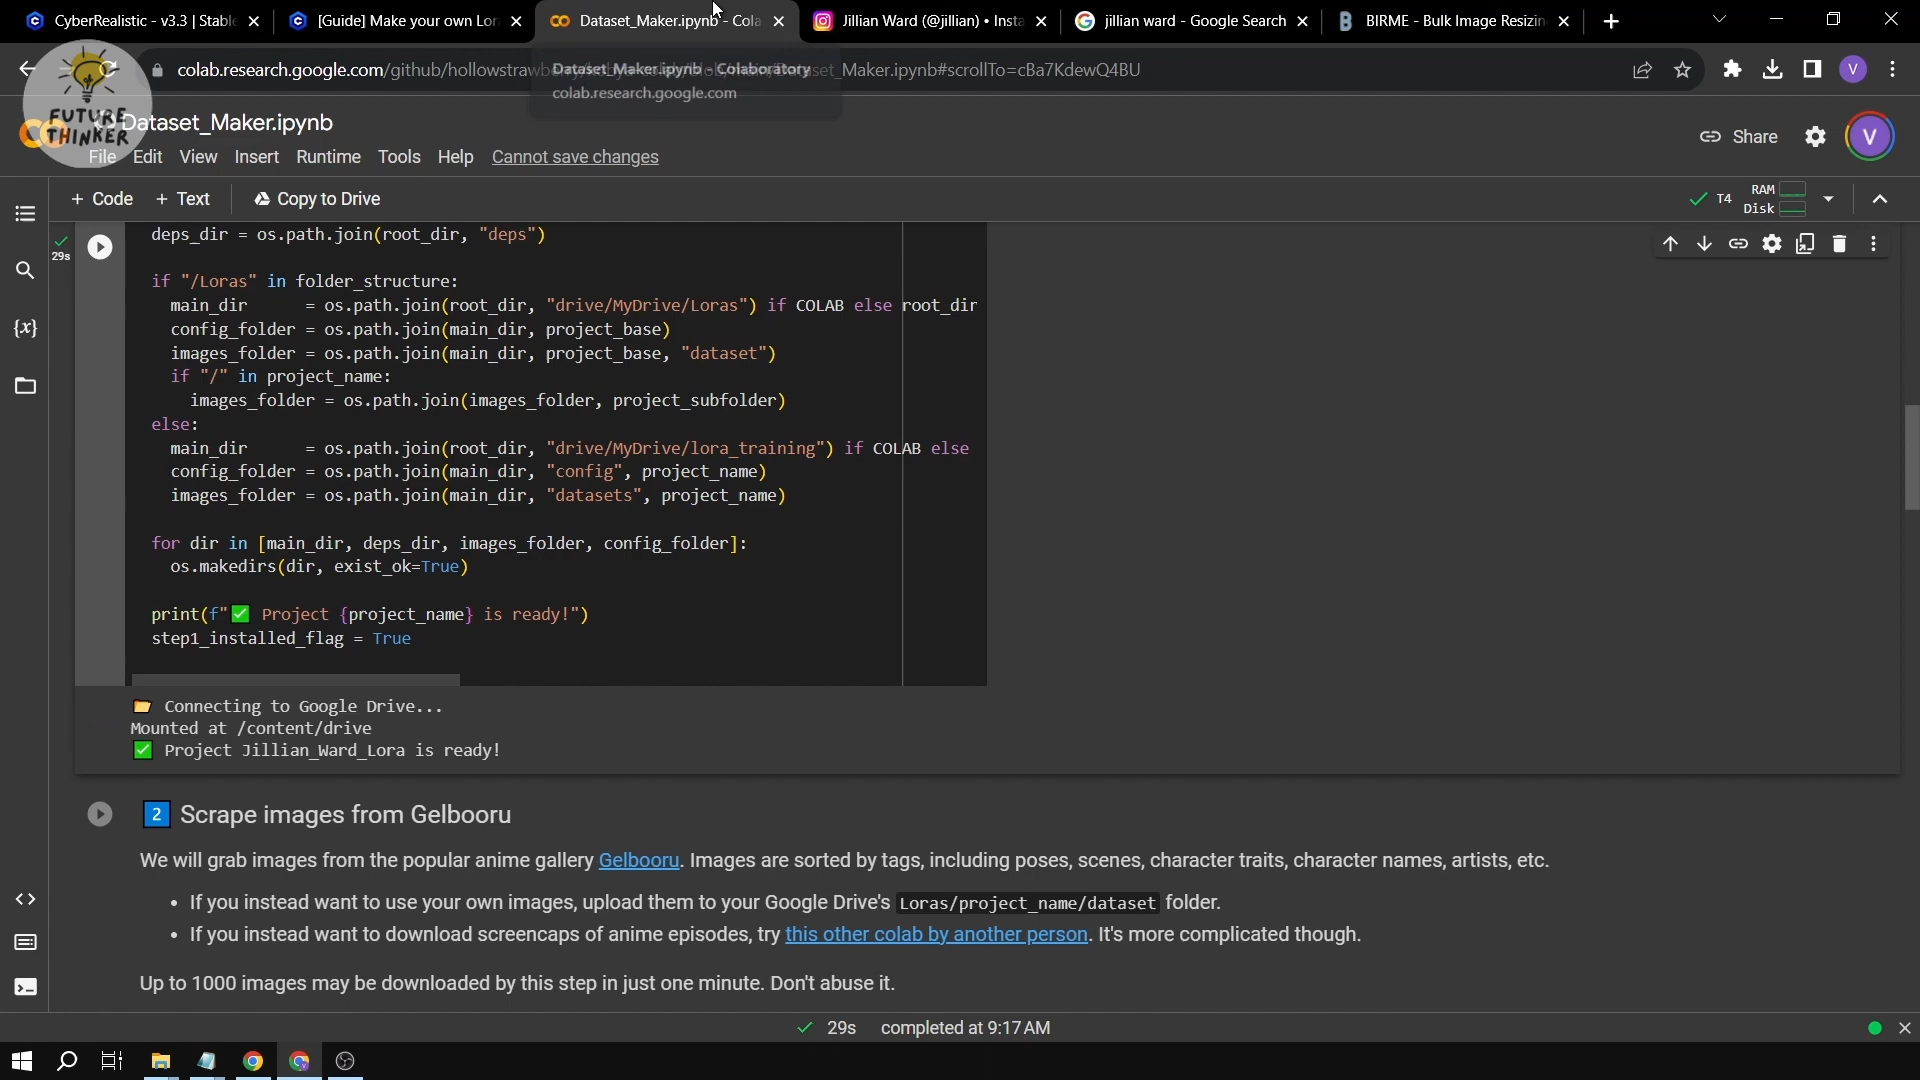 CyberRealistic - v3.3 | Stable
[Guide] Make your own Lor
Dataset_Maker.ipynb - Cola
Jillian Ward (@jillian) • Insta
jillian ward - Google Search
BIRME - Bulk Image Resizin
colab.research.google.com/github/hollowstrawb
set_Maker.ipynb#scrollTo=cBa7KdewQ4BU
V
Dataset_Maker.ipynb - Colaboratory
colab.research.google.com
FUTURE
THINKER
Dataset_Maker.ipynb
File Edit View Insert Runtime Tools Help Cannot save changes
Share
V
+ Code + Text Copy to Drive
T4 RAM
Disk
29s
deps_dir = os.path.join(root_dir, "deps")
if "/Loras" in folder_structure:
main_dir = os.path.join(root_dir, "drive/MyDrive/Loras") if COLAB else root_dir
config_folder = os.path.join(main_dir, project_base)
images_folder = os.path.join(main_dir, project_base, "dataset")
if "/" in project_name:
images_folder = os.path.join(images_folder, project_subfolder)
else:
main_dir = os.path.join(root_dir, "drive/MyDrive/lora_training") if COLAB else
config_folder = os.path.join(main_dir, "config", project_name)
images_folder = os.path.join(main_dir, "datasets", project_name)
for dir in [main_dir, deps_dir, images_folder, config_folder]:
os.makedirs(dir, exist_ok=True)
print(f"✅ Project {project_name} is ready!")
step1_installed_flag = True
📂 Connecting to Google Drive...
Mounted at /content/drive
✅ Project Jillian_Ward_Lora is ready!
2 Scrape images from Gelbooru
We will grab images from the popular anime gallery Gelbooru. Images are sorted by tags, including poses, scenes, character traits, character names, artists, etc.
• If you instead want to use your own images, upload them to your Google Drive's Loras/project_name/dataset folder.
• If you instead want to download screencaps of anime episodes, try this other colab by another person. It's more complicated though.
Up to 1000 images may be downloaded by this step in just one minute. Don't abuse it.
29s completed at 9:17 AM